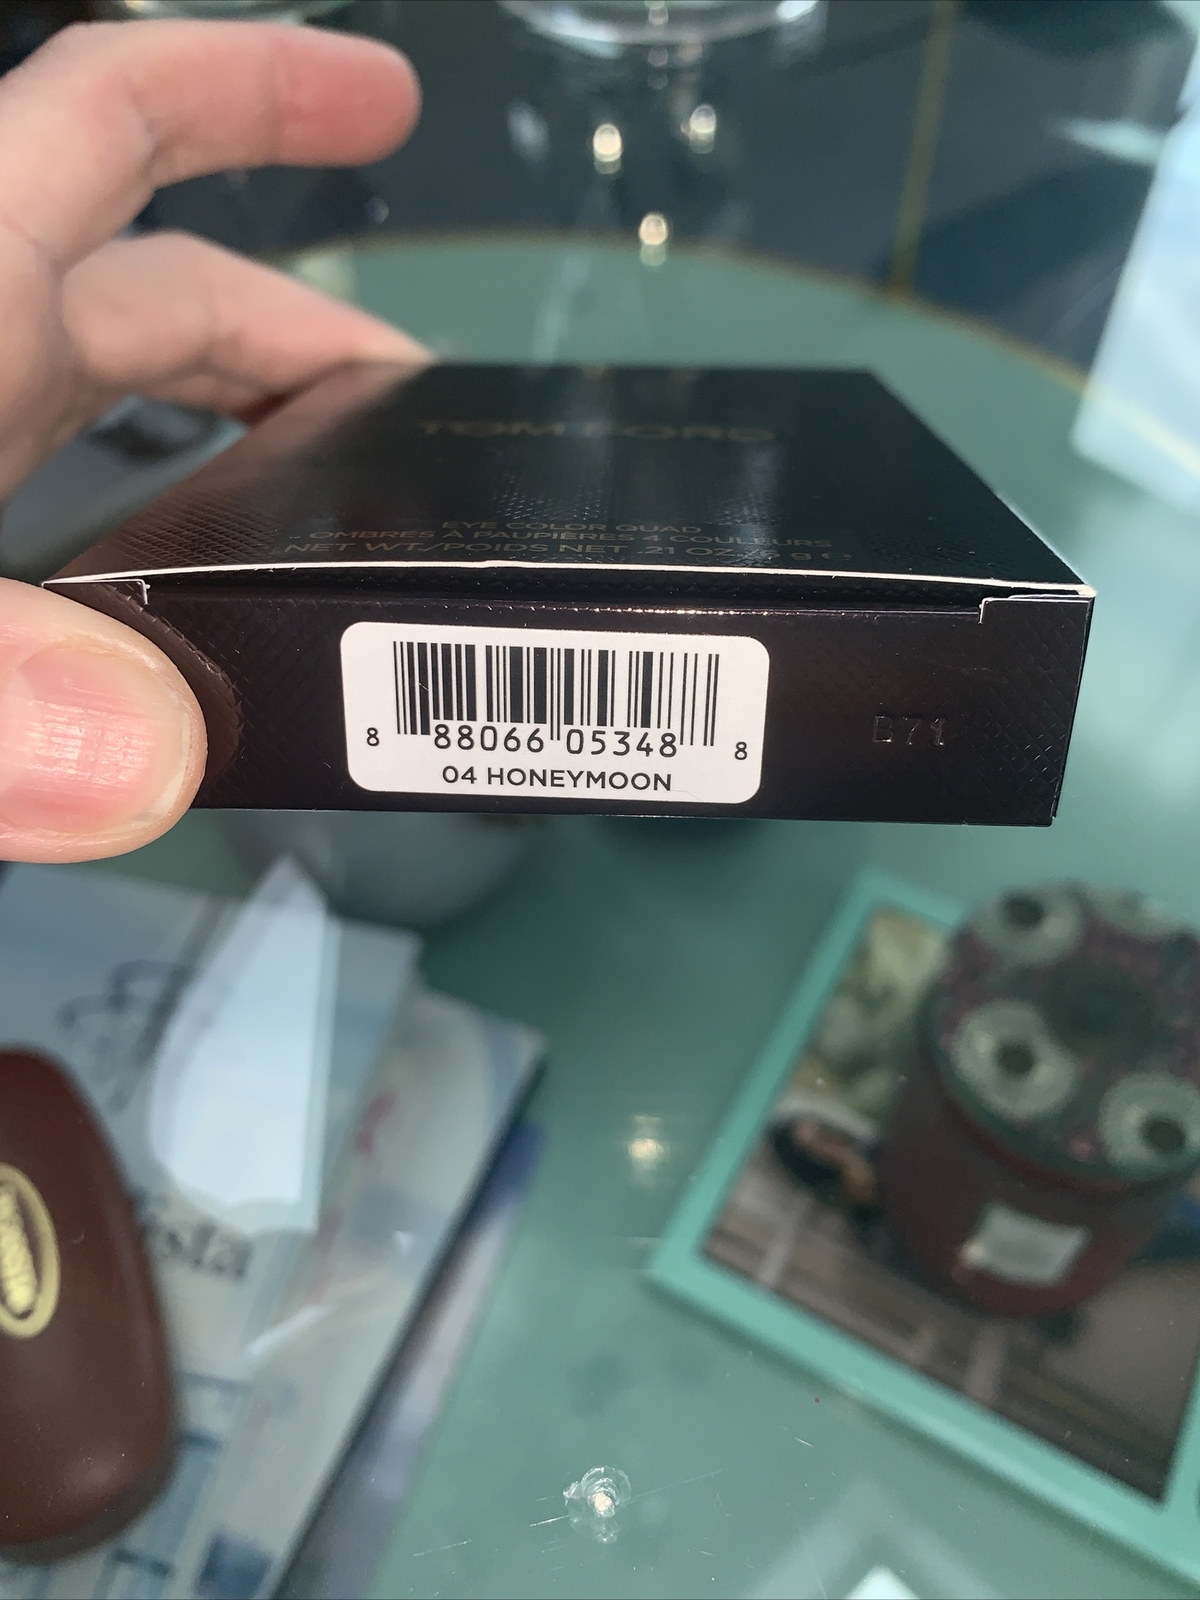 TOM FORD
EYE COLOR QUAD
OMBRES À PAUPIÈRES 4 COULEURS
NET WT./POIDS NET .21 OZ./6 g ℮
8 88066 05348 8
04 HONEYMOON
B71